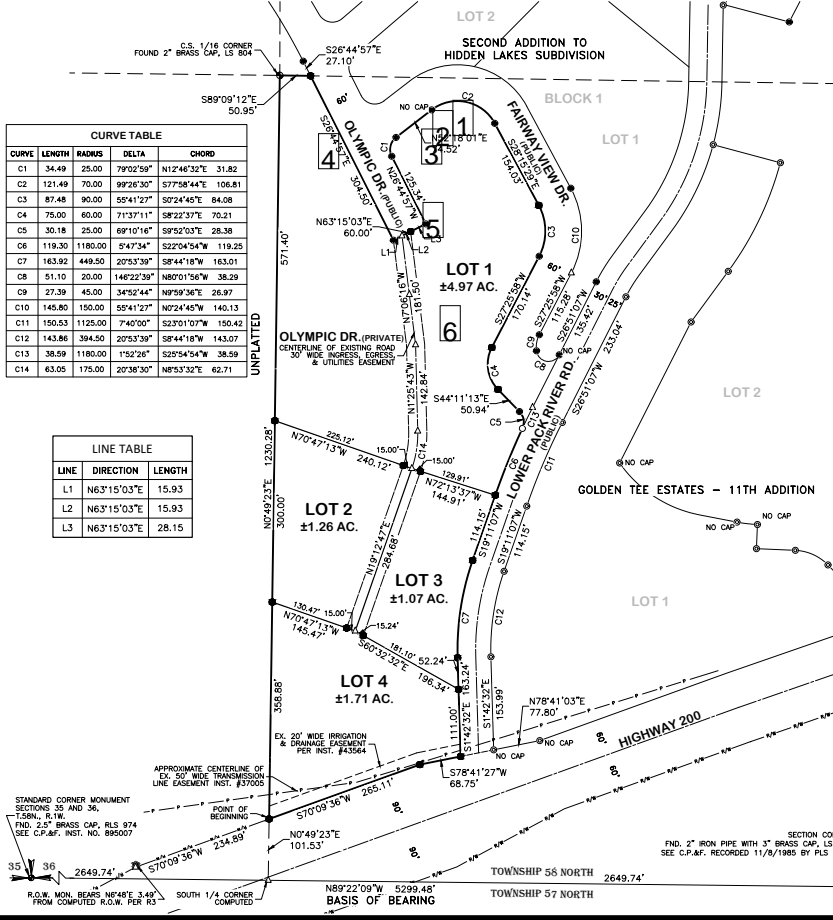 LOT 2
SECOND ADDITION TO
HIDDEN LAKES SUBDIVISION
C.S. 1/16 CORNER
FOUND 2" BRASS CAP, LS 804
S26°44'57"E
27.10'
S89°09'12"E
50.95'
60'
NO CAP
C2
BLOCK 1
LOT 1
FAIRWAY VIEW DR.
(PUBLIC)
1
2
3
4
5
6
N52°18'01"E
C1
S28°15'29"E
154.03'
OLYMPIC DR.
(PUBLIC)
S26°44'57"E
304.50'
N26°44'57"W
125.34'
N63°15'03"E
60.00'
L1
L2
L3
C3
C10
CURVE TABLE
CURVE LENGTH RADIUS DELTA CHORD
C1 34.49 25.00 79°02'59" N12°46'32"E 31.82
C2 121.49 70.00 99°26'30" S77°58'44"E 106.81
C3 87.48 90.00 55°41'27" S0°24'45"E 84.08
C4 75.00 60.00 71°37'11" S8°22'37"E 70.21
C5 30.18 25.00 69°10'16" S9°52'03"E 28.38
C6 119.30 1180.00 5°47'34" S22°04'54"W 119.25
C7 163.92 449.50 20°53'39" S8°44'18"W 163.01
C8 51.10 20.00 146°22'39" N80°01'56"W 38.29
C9 27.39 45.00 34°52'44" N9°59'36"E 26.97
C10 145.80 150.00 55°41'27" N0°24'45"W 140.13
C11 150.53 1125.00 7°40'00" S23°01'07"W 150.42
C12 143.86 394.50 20°53'39" S8°44'18"W 143.07
C13 38.59 1180.00 1°52'26" S25°54'54"W 38.59
C14 63.05 175.00 20°38'30" N8°53'32"E 62.71
571.40'
UNPLATTED
LOT 1
±4.97 AC.
N7°06'16"W
181.50'
OLYMPIC DR.(PRIVATE)
CENTERLINE OF EXISTING ROAD
30' WIDE INGRESS, EGRESS,
& UTILITIES EASEMENT
60'
S27°25'58"W
170.14'
S27°25'58"W
115.28'
S26°51'07"W
135.42'
30'
25'
S26°51'07"W
233.04'
C9
C8
NO CAP
C4
S44°11'13"E
50.94'
C5
C13
N1°25'43"W
142.84'
C14
LOWER PACK RIVER RD.
(PUBLIC)
C6
C11
LOT 2
NO CAP
GOLDEN TEE ESTATES - 11TH ADDITION
NO CAP
NO CAP
LINE TABLE
LINE DIRECTION LENGTH
L1 N63°15'03"E 15.93
L2 N63°15'03"E 15.93
L3 N63°15'03"E 28.15
225.12'
N70°47'13"W
240.12'
15.00'
15.00'
129.91'
N72°13'37"W
144.91'
N0°49'23"E 1230.28'
300.00'
LOT 2
±1.26 AC.
N19°12'47"E
284.68'
114.15'
S19°11'07"W
S19°11'07"W
114.15'
LOT 3
±1.07 AC.
LOT 1
C7
C12
130.47'
N70°47'13"W
145.47'
15.00'
15.24'
181.10'
S60°32'32"E
196.34'
52.24'
163.24'
LOT 4
±1.71 AC.
358.88'
111.00'
S1°42'32"E
S1°42'32"E
153.99'
N78°41'03"E
77.80'
NO CAP
NO CAP
HIGHWAY 200
60'
60'
EX. 20' WIDE IRRIGATION
& DRAINAGE EASEMENT
PER INST. #43564
APPROXIMATE CENTERLINE OF
EX. 50' WIDE TRANSMISSION
LINE EASEMENT INST. #37005
S78°41'27"W
68.75'
S70°09'36"W
265.11'
STANDARD CORNER MONUMENT
SECTIONS 35 AND 36,
T.58N., R.1W.
FND. 2.5" BRASS CAP, RLS 974
SEE C.P.&F. INST. NO. 895007
POINT OF
BEGINNING
90'
90'
S70°09'36"W 234.89'
N0°49'23"E
101.53'
SECTION CO
FND. 2" IRON PIPE WITH 3" BRASS CAP, LS
SEE C.P.&F. RECORDED 11/8/1985 BY PLS
35 36
2649.74'
R.O.W. MON. BEARS N6°48'E 3.49'
FROM COMPUTED R.O.W. PER R3
SOUTH 1/4 CORNER
COMPUTED
N89°22'09"W 5299.48'
BASIS OF BEARING
TOWNSHIP 58 NORTH
TOWNSHIP 57 NORTH
2649.74'